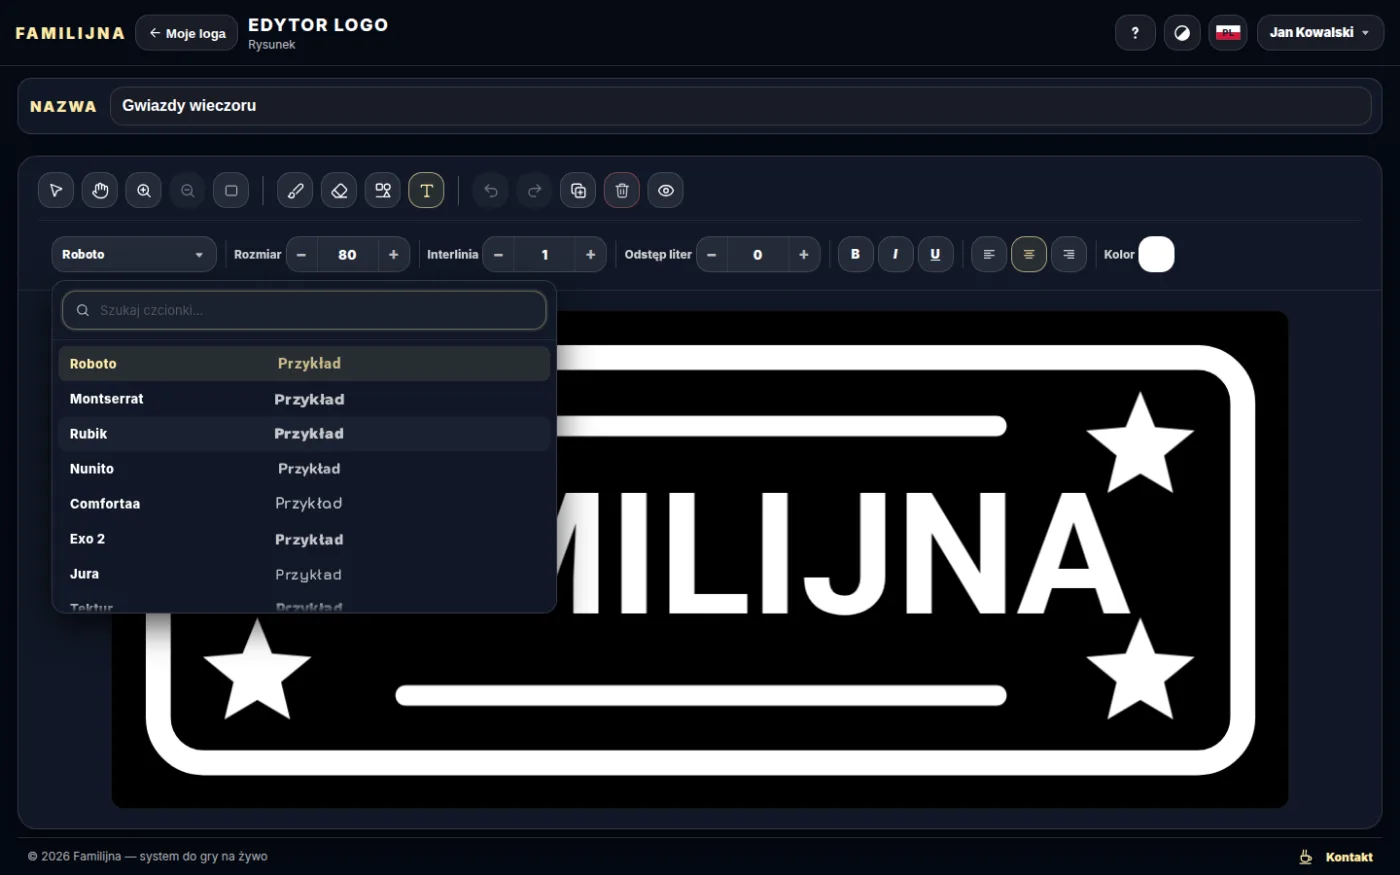 FAMILIJNA
← Moje loga
EDYTOR LOGO
Rysunek
?
PL
Jan Kowalski
NAZWA
Gwiazdy wieczoru
T
Roboto
Rozmiar
− 80 +
Interlinia
− 1 +
Odstęp liter
− 0 +
B I U
Kolor
Szukaj czcionki...
Roboto Przykład
Montserrat Przykład
Rubik Przykład
Nunito Przykład
Comfortaa Przykład
Exo 2 Przykład
Jura Przykład
Tektur Przykład
MILIJNA
© 2026 Familijna — system do gry na żywo
Kontakt